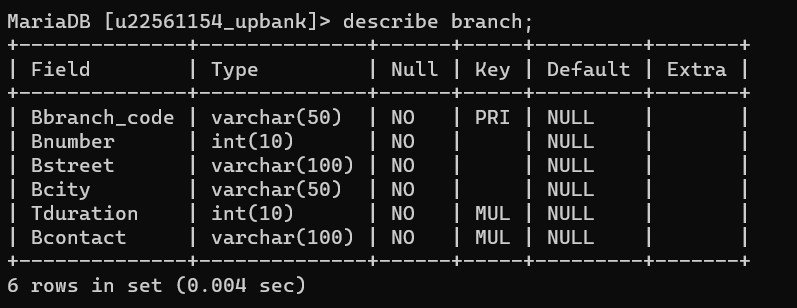 MariaDB [u22561154_upbank]> describe branch;
+--------------+--------------+------+-----+---------+-------+
| Field        | Type         | Null | Key | Default | Extra |
+--------------+--------------+------+-----+---------+-------+
| Bbranch_code | varchar(50)  | NO   | PRI | NULL    |       |
| Bnumber      | int(10)      | NO   |     | NULL    |       |
| Bstreet      | varchar(100) | NO   |     | NULL    |       |
| Bcity        | varchar(50)  | NO   |     | NULL    |       |
| Tduration    | int(10)      | NO   | MUL | NULL    |       |
| Bcontact     | varchar(100) | NO   | MUL | NULL    |       |
+--------------+--------------+------+-----+---------+-------+
6 rows in set (0.004 sec)